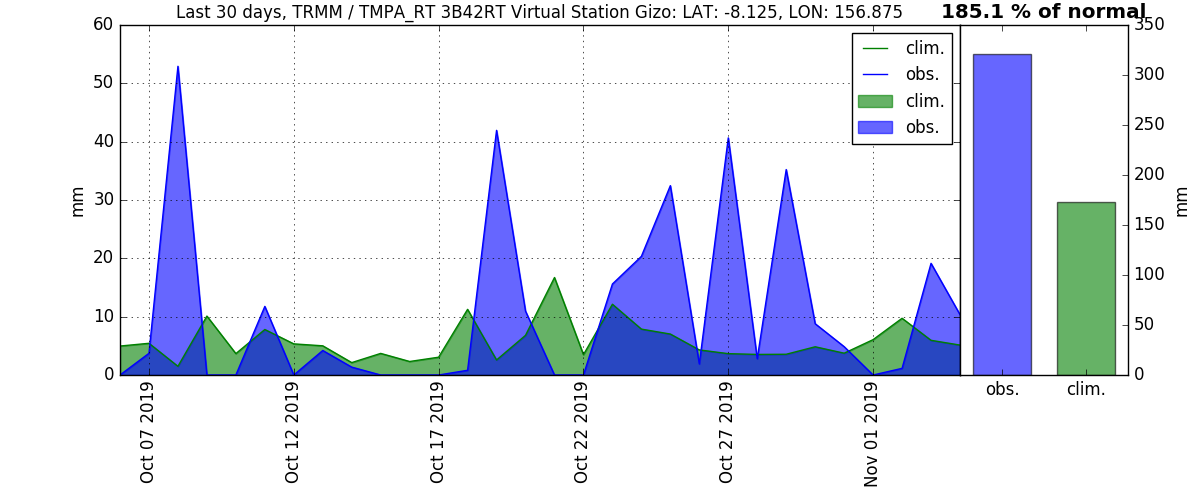 Last 30 days, TRMM / TMPA_RT 3B42RT Virtual Station Gizo: LAT: -8.125, LON: 156.875
185.1 % of normal
60
50
40
30
20
10
0
mm
clim.
obs.
clim.
obs.
350
300
250
200
150
100
50
0
mm
obs.
clim.
Oct 07 2019
Oct 12 2019
Oct 17 2019
Oct 22 2019
Oct 27 2019
Nov 01 2019